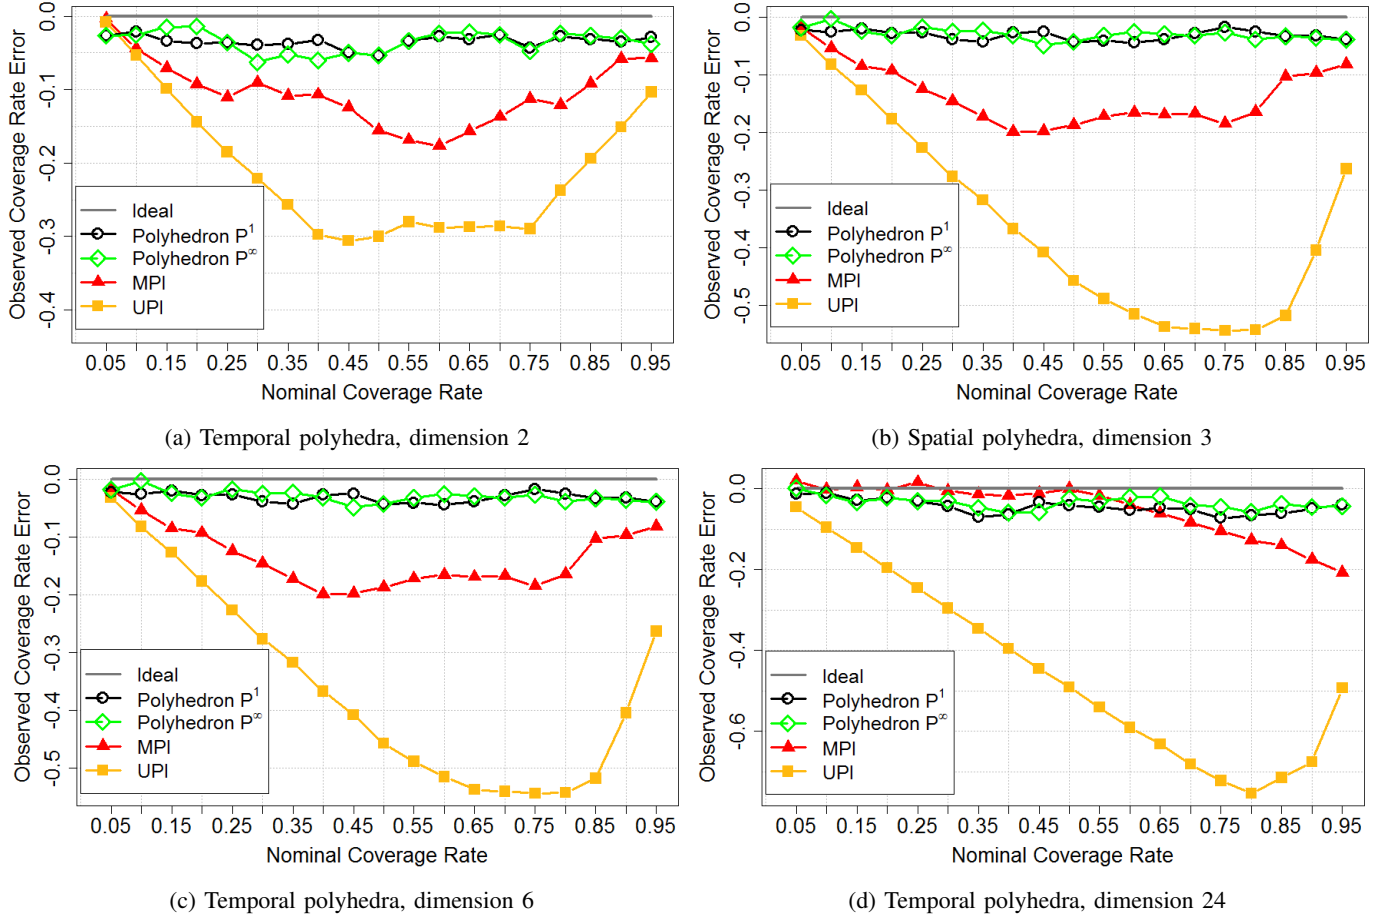 Observed Coverage Rate Error
0.0
-0.1
-0.2
-0.3
-0.4
Ideal
Polyhedron P¹
Polyhedron P∞
MPI
UPI
0.05 0.15 0.25 0.35 0.45 0.55 0.65 0.75 0.85 0.95
Nominal Coverage Rate
(a) Temporal polyhedra, dimension 2
Observed Coverage Rate Error
0.0
-0.1
-0.2
-0.3
-0.4
-0.5
Ideal
Polyhedron P¹
Polyhedron P∞
MPI
UPI
0.05 0.15 0.25 0.35 0.45 0.55 0.65 0.75 0.85 0.95
Nominal Coverage Rate
(b) Spatial polyhedra, dimension 3
Observed Coverage Rate Error
0.0
-0.1
-0.2
-0.3
-0.4
-0.5
Ideal
Polyhedron P¹
Polyhedron P∞
MPI
UPI
0.05 0.15 0.25 0.35 0.45 0.55 0.65 0.75 0.85 0.95
Nominal Coverage Rate
(c) Temporal polyhedra, dimension 6
Observed Coverage Rate Error
0.0
-0.2
-0.4
-0.6
Ideal
Polyhedron P¹
Polyhedron P∞
MPI
UPI
0.05 0.15 0.25 0.35 0.45 0.55 0.65 0.75 0.85 0.95
Nominal Coverage Rate
(d) Temporal polyhedra, dimension 24